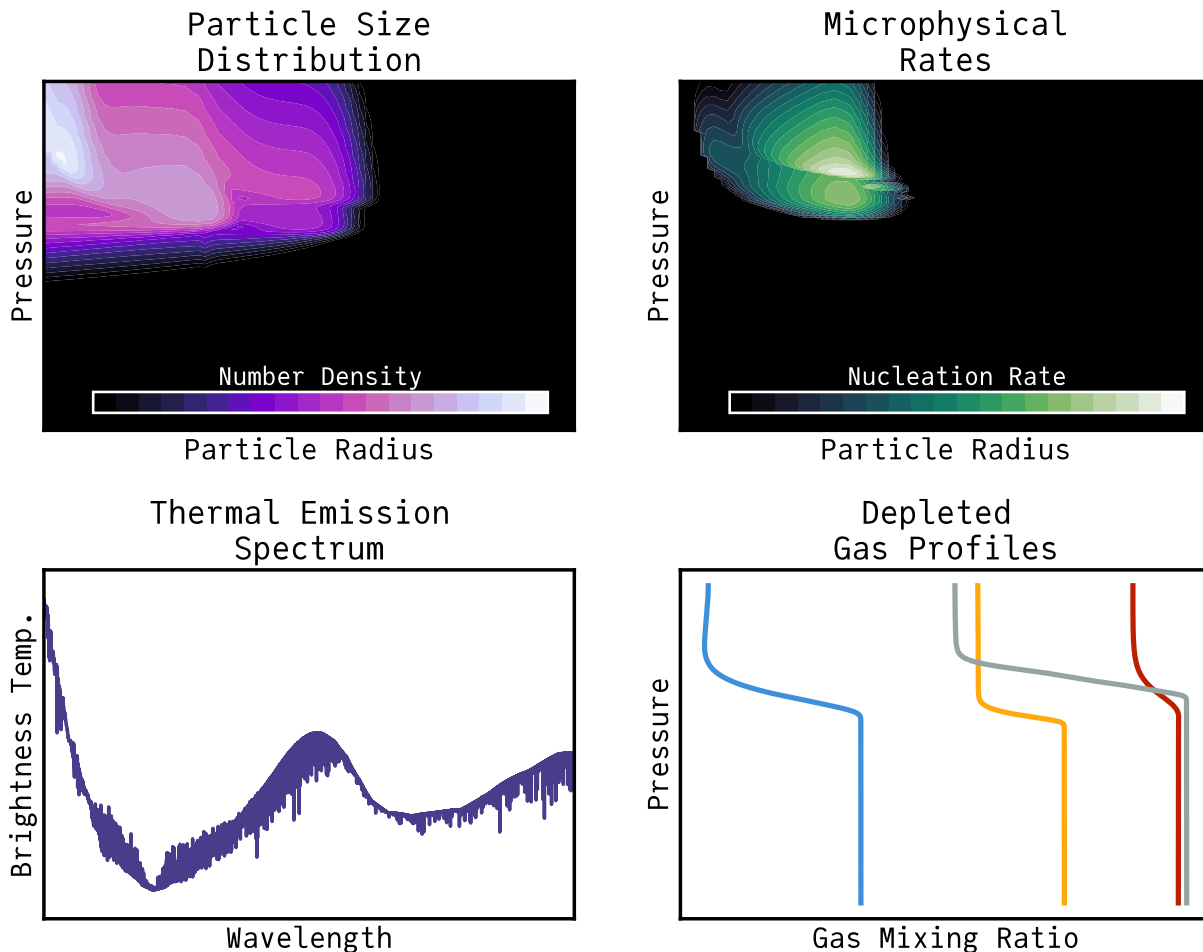 Particle Size
Distribution
Pressure
Number Density
Particle Radius
Microphysical
Rates
Pressure
Nucleation Rate
Particle Radius
Thermal Emission
Spectrum
Brightness Temp.
Wavelength
Depleted
Gas Profiles
Pressure
Gas Mixing Ratio